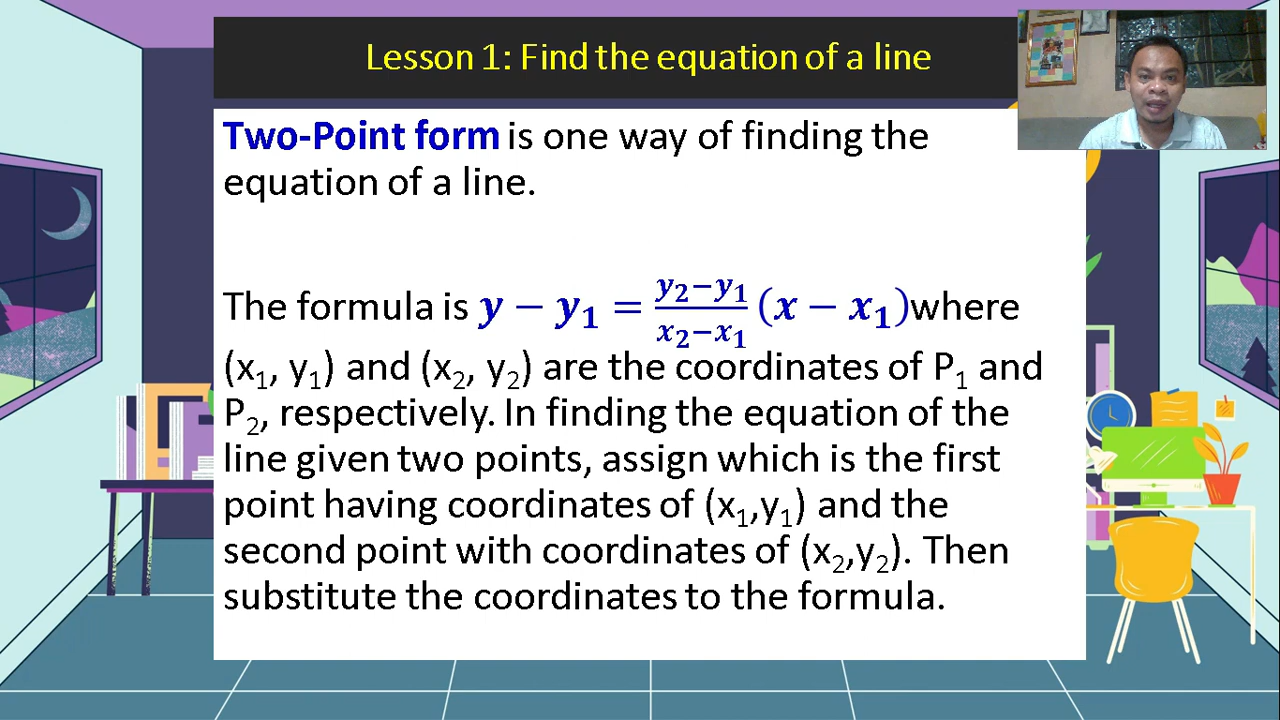 Lesson 1: Find the equation of a line
Two-Point form is one way of finding the
equation of a line.
The formula is y − y₁ = y₂−y₁/x₂−x₁ (x − x₁) where
(x₁, y₁) and (x₂, y₂) are the coordinates of P₁ and
P₂, respectively. In finding the equation of the
line given two points, assign which is the first
point having coordinates of (x₁,y₁) and the
second point with coordinates of (x₂,y₂). Then
substitute the coordinates to the formula.